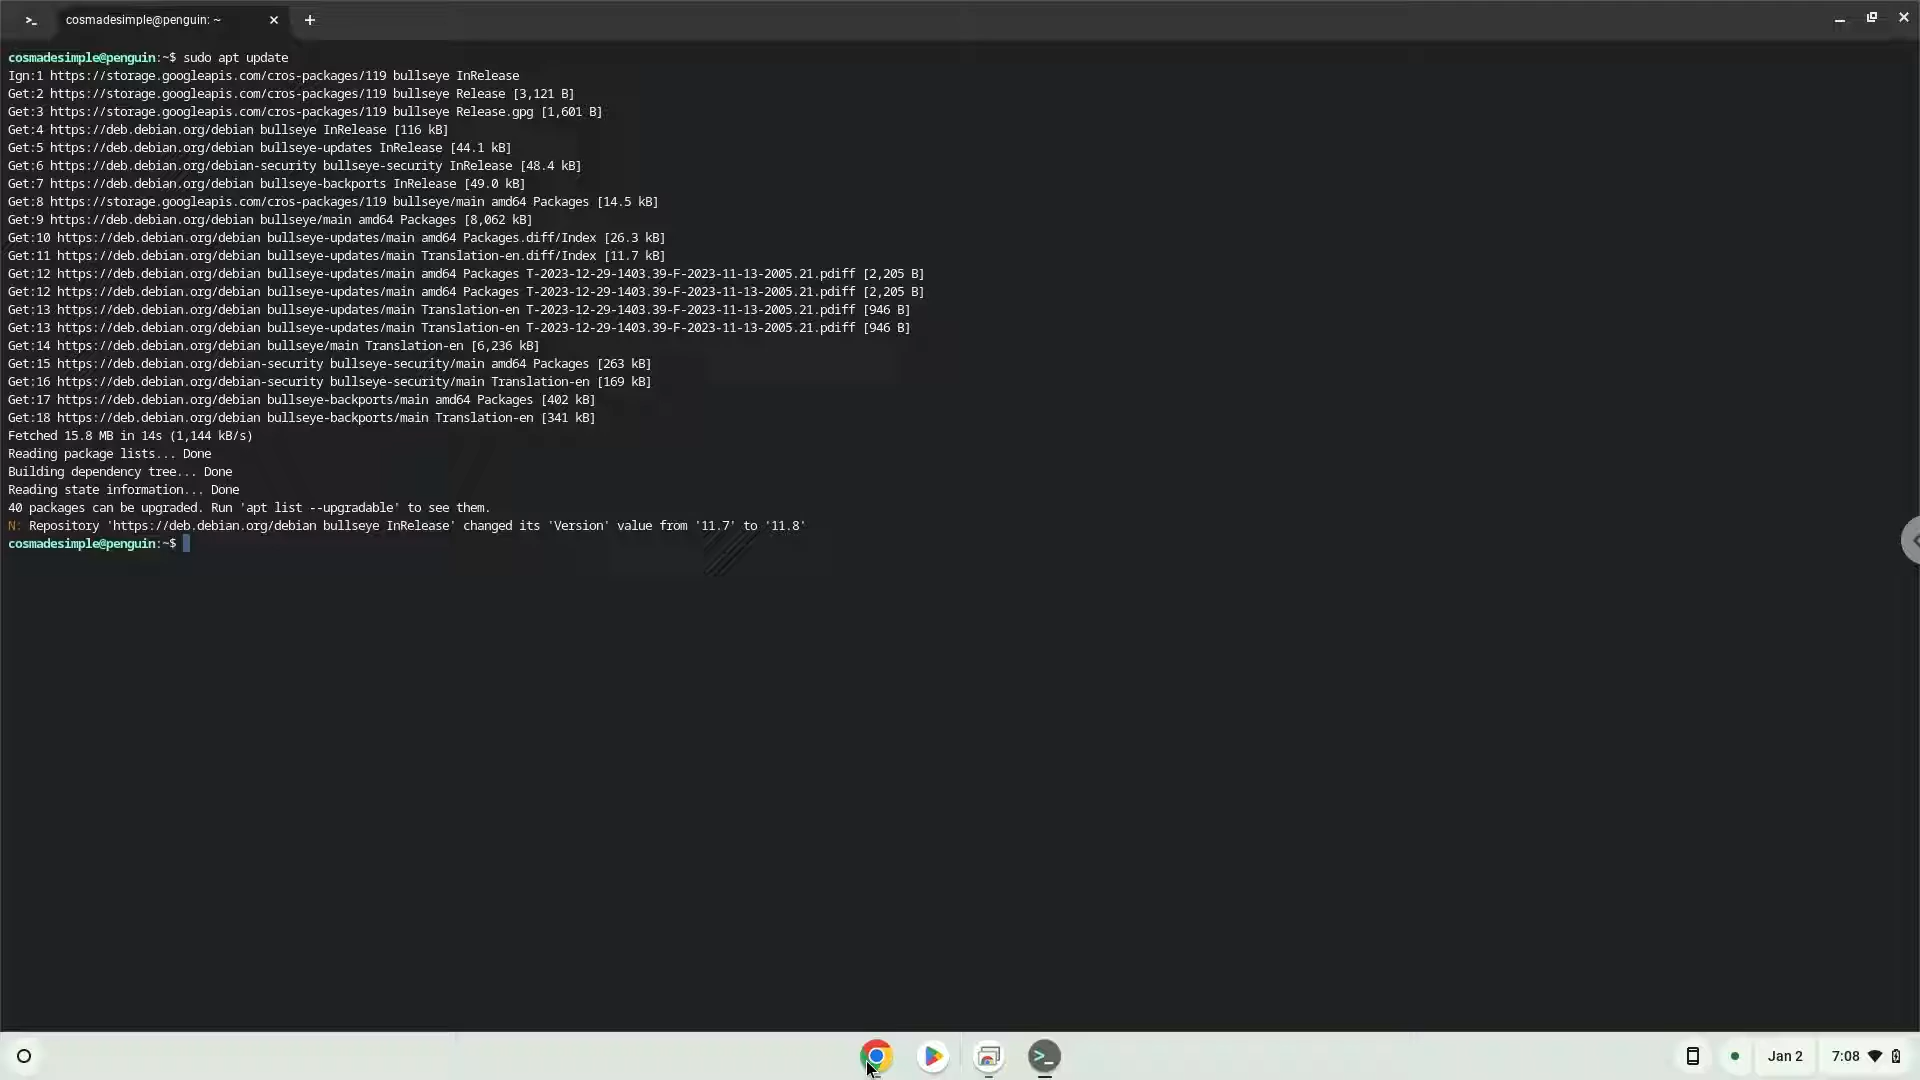 cosmadesimple@penguin: ~
cosmadesimple@penguin:~$ sudo apt update
Ign:1 https://storage.googleapis.com/cros-packages/119 bullseye InRelease
Get:2 https://storage.googleapis.com/cros-packages/119 bullseye Release [3,121 B]
Get:3 https://storage.googleapis.com/cros-packages/119 bullseye Release.gpg [1,601 B]
Get:4 https://deb.debian.org/debian bullseye InRelease [116 kB]
Get:5 https://deb.debian.org/debian bullseye-updates InRelease [44.1 kB]
Get:6 https://deb.debian.org/debian-security bullseye-security InRelease [48.4 kB]
Get:7 https://deb.debian.org/debian bullseye-backports InRelease [49.0 kB]
Get:8 https://storage.googleapis.com/cros-packages/119 bullseye/main amd64 Packages [14.5 kB]
Get:9 https://deb.debian.org/debian bullseye/main amd64 Packages [8,062 kB]
Get:10 https://deb.debian.org/debian bullseye-updates/main amd64 Packages.diff/Index [26.3 kB]
Get:11 https://deb.debian.org/debian bullseye-updates/main Translation-en.diff/Index [11.7 kB]
Get:12 https://deb.debian.org/debian bullseye-updates/main amd64 Packages T-2023-12-29-1403.39-F-2023-11-13-2005.21.pdiff [2,205 B]
Get:12 https://deb.debian.org/debian bullseye-updates/main amd64 Packages T-2023-12-29-1403.39-F-2023-11-13-2005.21.pdiff [2,205 B]
Get:13 https://deb.debian.org/debian bullseye-updates/main Translation-en T-2023-12-29-1403.39-F-2023-11-13-2005.21.pdiff [946 B]
Get:13 https://deb.debian.org/debian bullseye-updates/main Translation-en T-2023-12-29-1403.39-F-2023-11-13-2005.21.pdiff [946 B]
Get:14 https://deb.debian.org/debian bullseye/main Translation-en [6,236 kB]
Get:15 https://deb.debian.org/debian-security bullseye-security/main amd64 Packages [263 kB]
Get:16 https://deb.debian.org/debian-security bullseye-security/main Translation-en [169 kB]
Get:17 https://deb.debian.org/debian bullseye-backports/main amd64 Packages [402 kB]
Get:18 https://deb.debian.org/debian bullseye-backports/main Translation-en [341 kB]
Fetched 15.8 MB in 14s (1,144 kB/s)
Reading package lists... Done
Building dependency tree... Done
Reading state information... Done
40 packages can be upgraded. Run 'apt list --upgradable' to see them.
N: Repository 'https://deb.debian.org/debian bullseye InRelease' changed its 'Version' value from '11.7' to '11.8'
cosmadesimple@penguin:~$
Jan 2 7:08